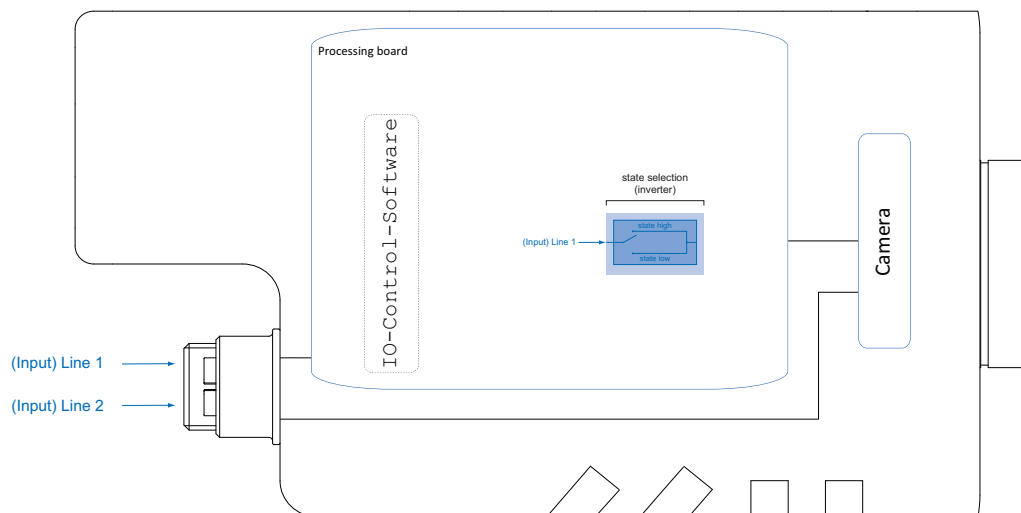 Processing board
IO-Control-Software
state selection
(inverter)
state high
(Input) Line 1
state low
Camera
(Input) Line 1
(Input) Line 2